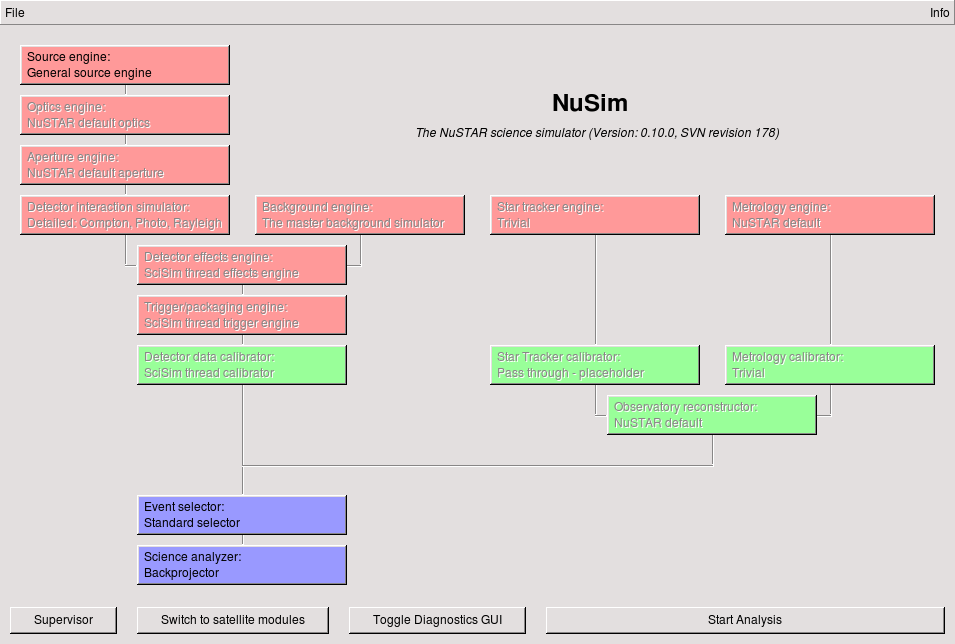 File
Info
Source engine:
General source engine
Optics engine:
NuSTAR default optics
NuSim
The NuSTAR science simulator (Version: 0.10.0, SVN revision 178)
Aperture engine:
NuSTAR default aperture
Detector interaction simulator:
Detailed: Compton, Photo, Rayleigh
Background engine:
The master background simulator
Star tracker engine:
Trivial
Metrology engine:
NuSTAR default
Detector effects engine:
SciSim thread effects engine
Trigger/packaging engine:
SciSim thread trigger engine
Detector data calibrator:
SciSim thread calibrator
Star Tracker calibrator:
Pass through - placeholder
Metrology calibrator:
Trivial
Observatory reconstructor:
NuSTAR default
Event selector:
Standard selector
Science analyzer:
Backprojector
Supervisor
Switch to satellite modules
Toggle Diagnostics GUI
Start Analysis